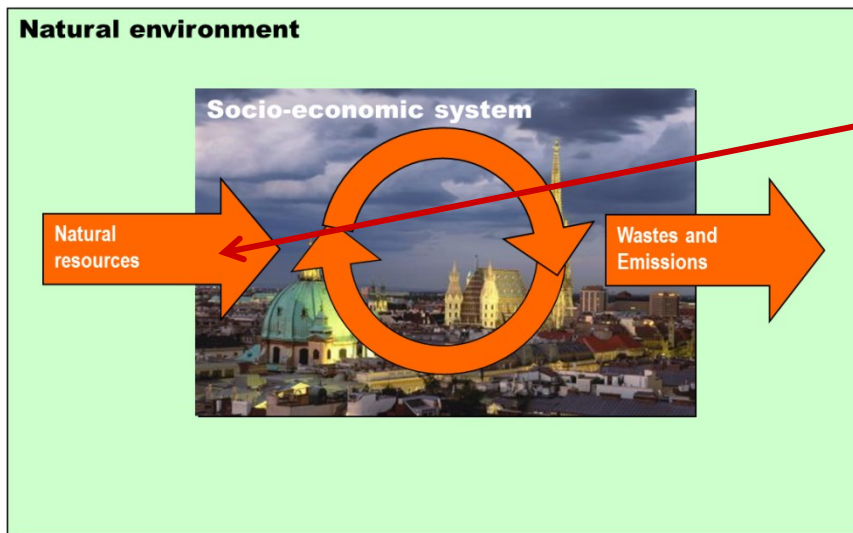 Natural environment
Socio-economic system
Natural
resources
Wastes and
Emissions